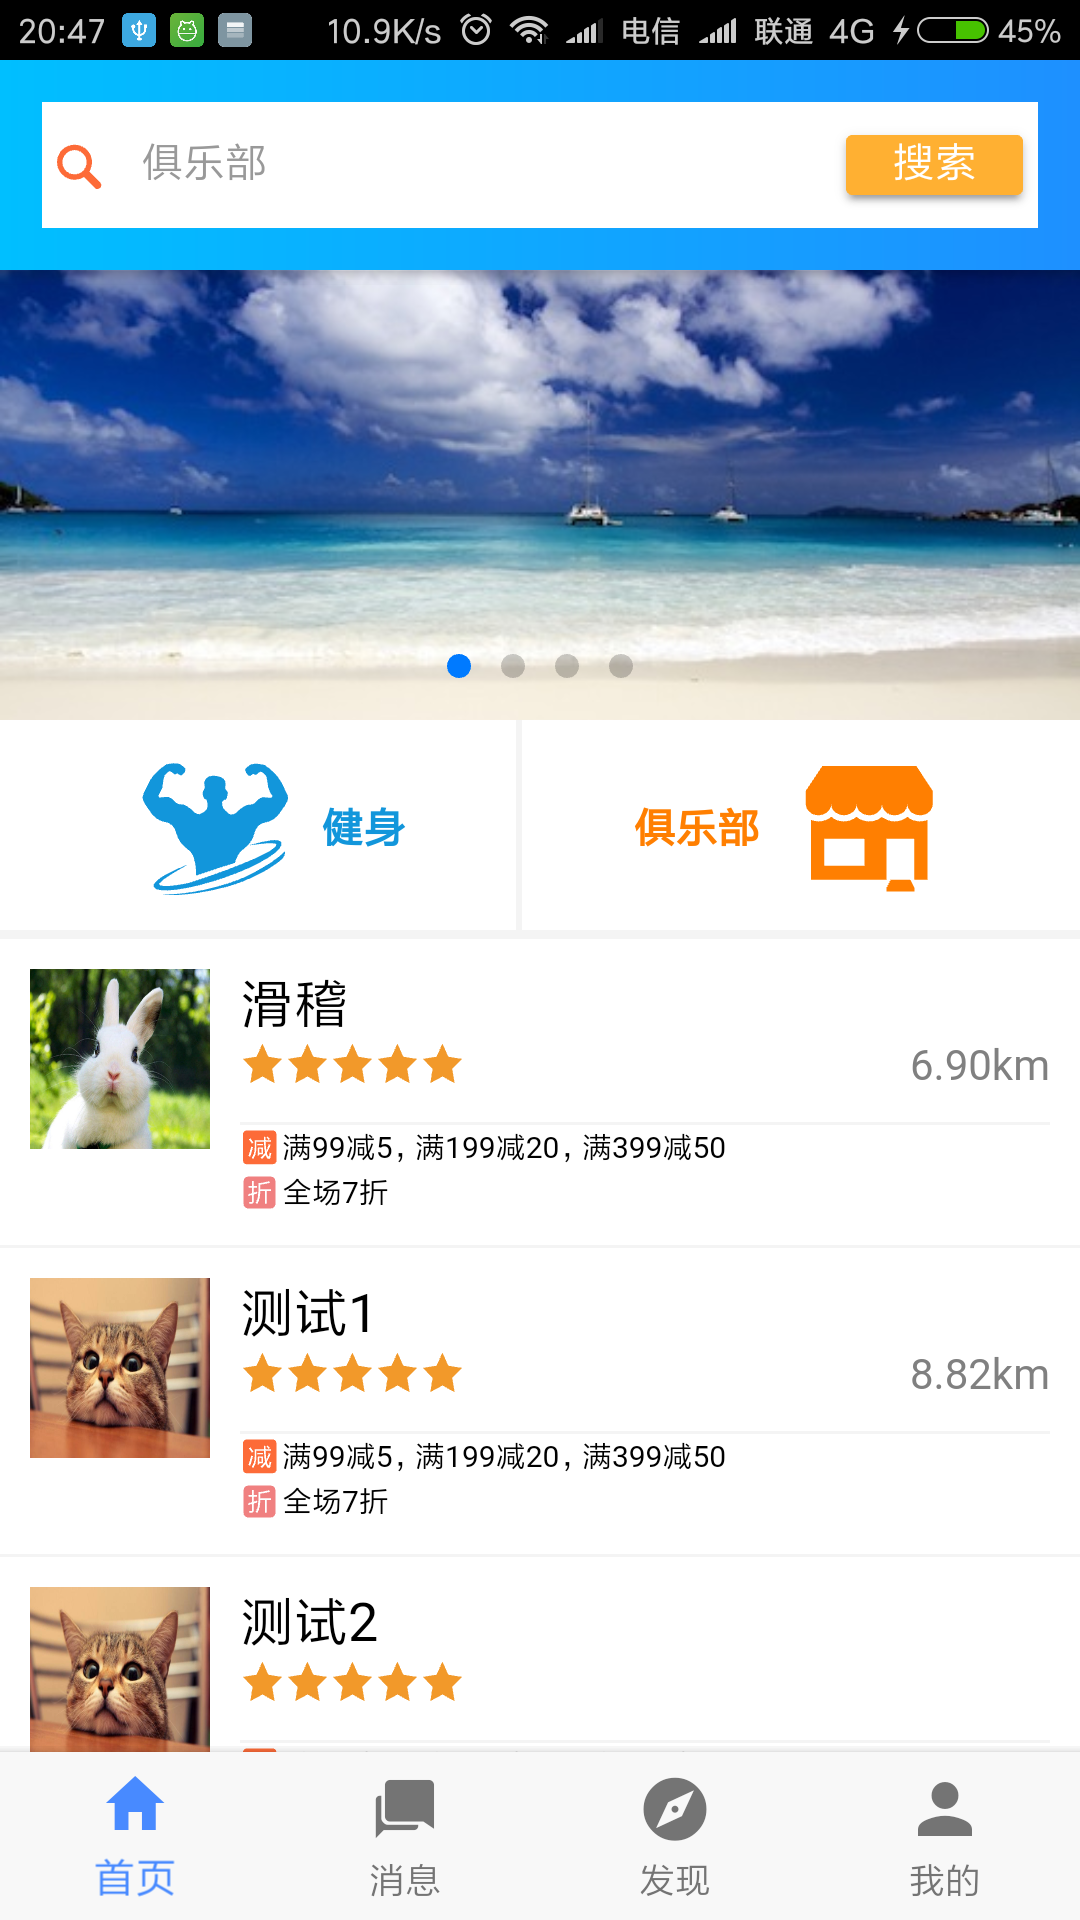 20:47 10.9K/s 电信 联通 4G 45%
俱乐部 搜索
健身 俱乐部
滑稽
6.90km
减 满99减5，满199减20，满399减50
折 全场7折
测试1
8.82km
减 满99减5，满199减20，满399减50
折 全场7折
测试2
首页 消息 发现 我的